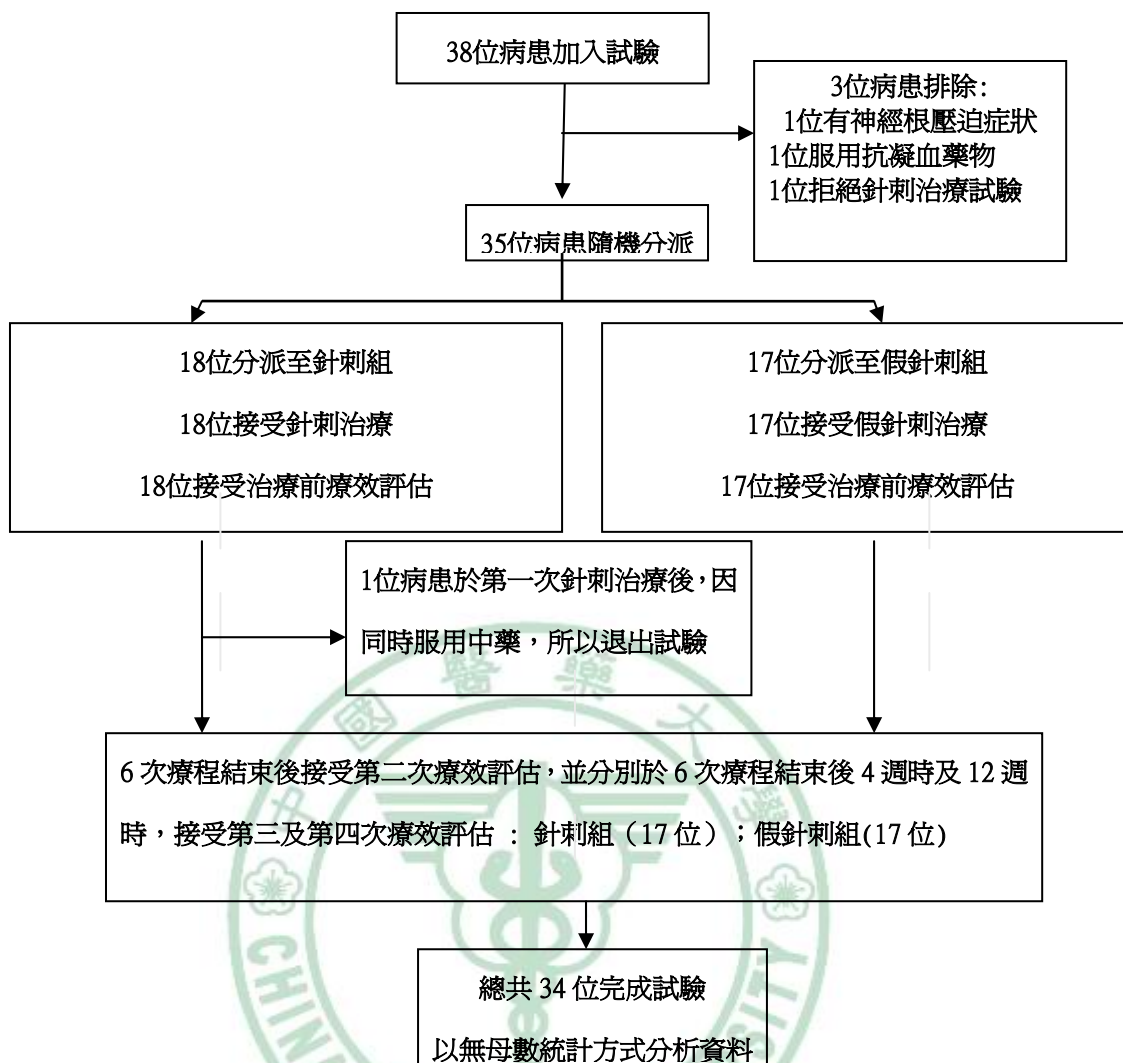 38位病患加入試驗
3位病患排除:
1位有神經根壓迫症狀
1位服用抗凝血藥物
1位拒絕針刺治療試驗
35位病患隨機分派
18位分派至針刺組
18位接受針刺治療
18位接受治療前療效評估
17位分派至假針刺組
17位接受假針刺治療
17位接受治療前療效評估
1位病患於第一次針刺治療後，因
同時服用中藥，所以退出試驗
6 次療程結束後接受第二次療效評估，並分別於 6 次療程結束後 4 週時及 12 週
時，接受第三及第四次療效評估 : 針刺組（17 位）；假針刺組(17 位)
總共 34 位完成試驗
以無母數統計方式分析資料
中國醫藥大學